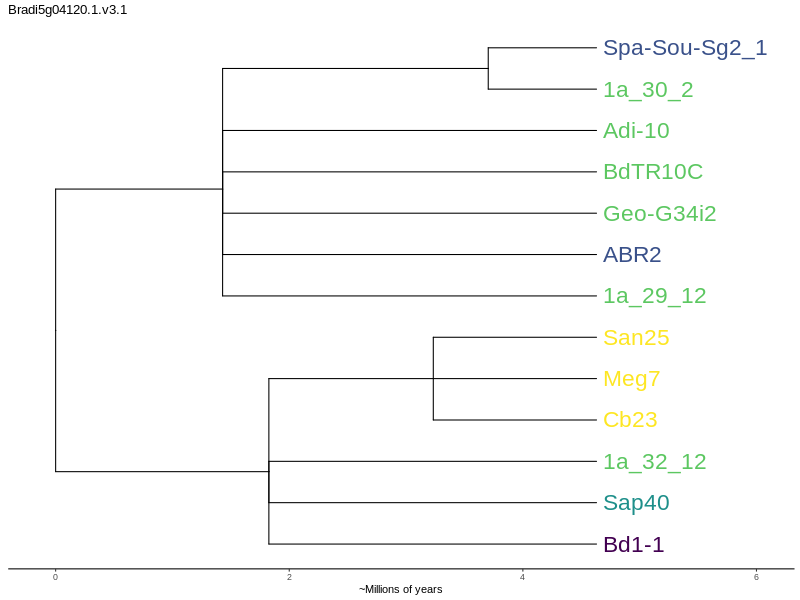 Bradi5g04120.1.v3.1
Spa-Sou-Sg2_1
1a_30_2
Adi-10
BdTR10C
Geo-G34i2
ABR2
1a_29_12
San25
Meg7
Cb23
1a_32_12
Sap40
Bd1-1
0 2 4 6
~Millions of years